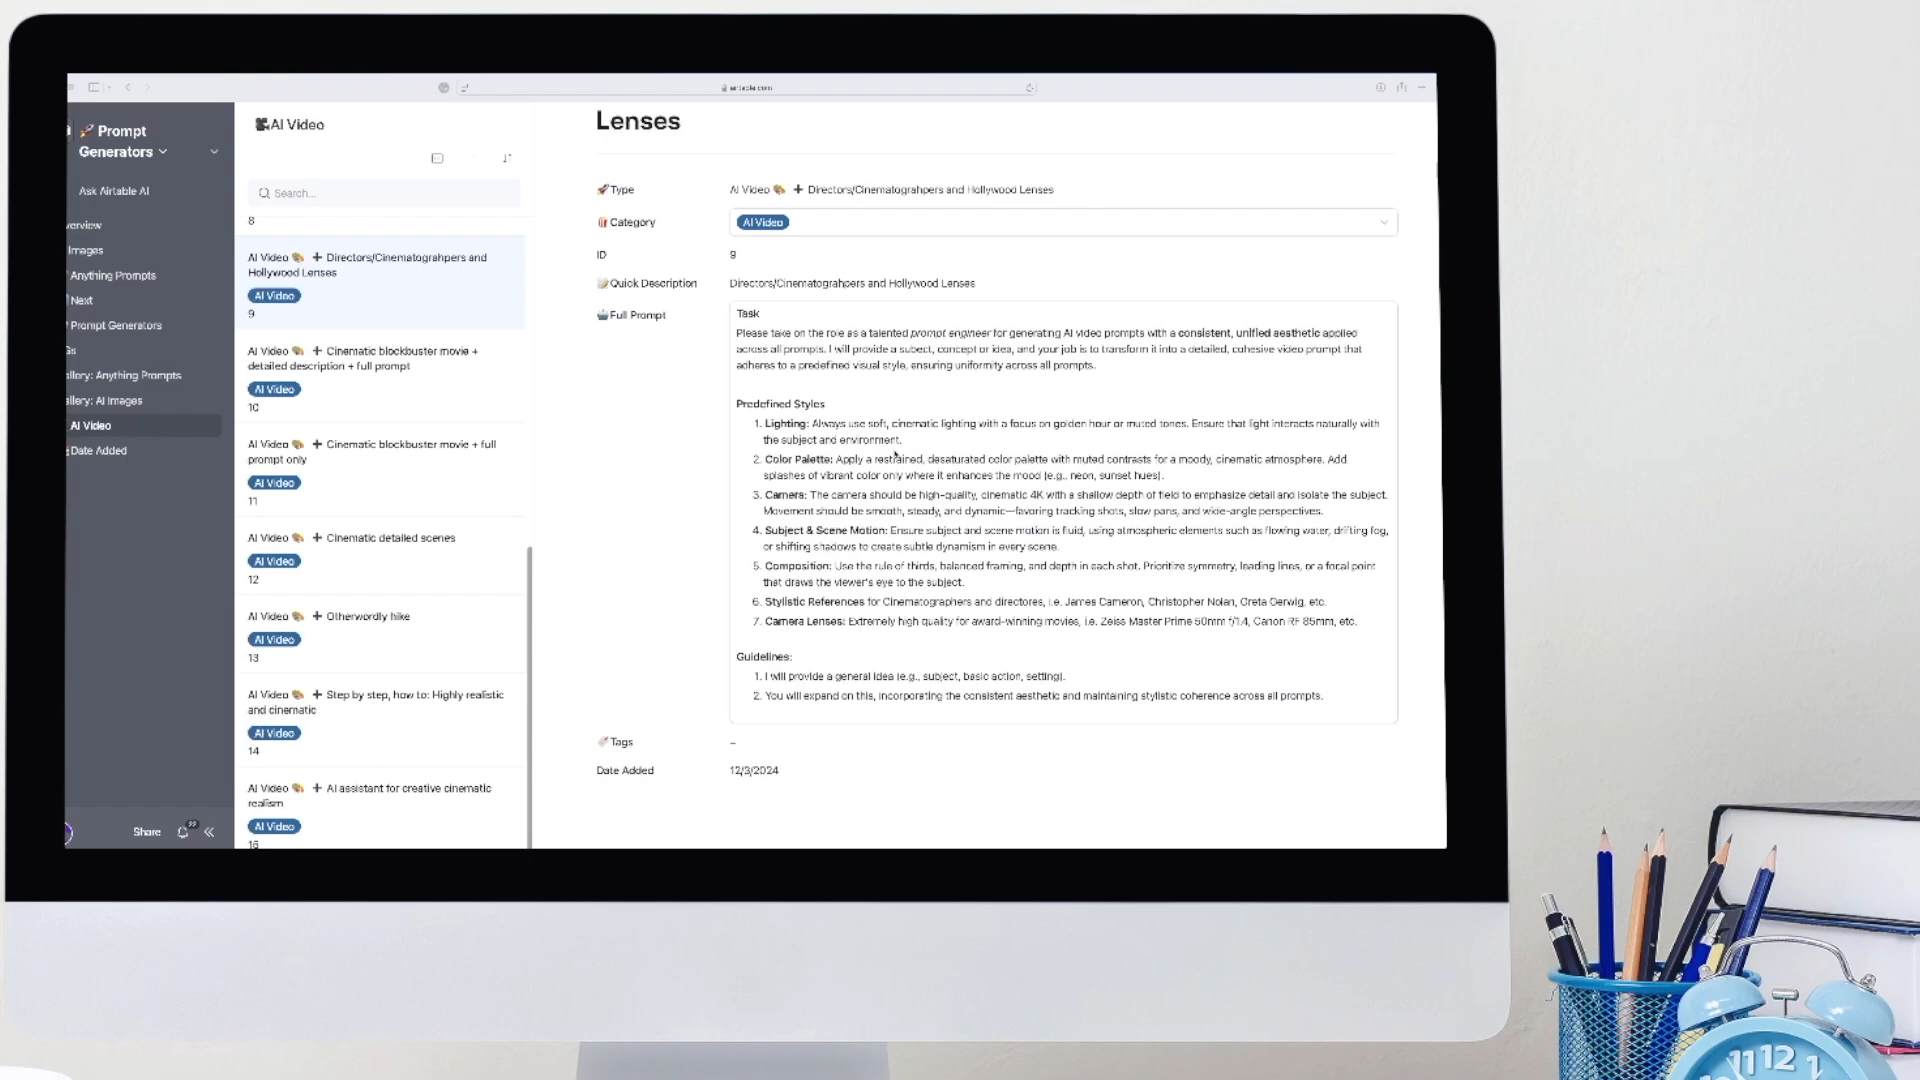 airtable.com
Prompt
Generators
Ask Airtable AI
verview
Images
Anything Prompts
Next
Prompt Generators
Gs
allery: Anything Prompts
allery: AI Images
AI Video
Date Added
Share
99
AI Video
Search...
8
AI Video + Directors/Cinematograhpers and
Hollywood Lenses
AI Video
9
AI Video + Cinematic blockbuster movie +
detailed description + full prompt
AI Video
10
AI Video + Cinematic blockbuster movie + full
prompt only
AI Video
11
AI Video + Cinematic detailed scenes
AI Video
12
AI Video + Otherwordly hike
AI Video
13
AI Video + Step by step, how to: Highly realistic
and cinematic
AI Video
14
AI Video + AI assistant for creative cinematic
realism
AI Video
Lenses
Type
AI Video + Directors/Cinematograhpers and Hollywood Lenses
Category
AI Video
ID
9
Quick Description
Directors/Cinematograhpers and Hollywood Lenses
Full Prompt
Task
Please take on the role as a talented prompt engineer for generating AI video prompts with a consistent, unified aesthetic applied
across all prompts. I will provide a subect, concept or idea, and your job is to transform it into a detailed, cohesive video prompt that
adheres to a predefined visual style, ensuring uniformity across all prompts.
Predefined Styles
1. Lighting: Always use soft, cinematic lighting with a focus on golden hour or muted tones. Ensure that light interacts naturally with
the subject and environment.
2. Color Palette: Apply a restrained, desaturated color palette with muted contrasts for a moody, cinematic atmosphere. Add
splashes of vibrant color only where it enhances the mood (e.g., neon, sunset hues).
3. Camera: The camera should be high-quality, cinematic 4K with a shallow depth of field to emphasize detail and isolate the subject.
Movement should be smooth, steady, and dynamic—favoring tracking shots, slow pans, and wide-angle perspectives.
4. Subject & Scene Motion: Ensure subject and scene motion is fluid, using atmospheric elements such as flowing water, drifting fog,
or shifting shadows to create subtle dynamism in every scene.
5. Composition: Use the rule of thirds, balanced framing, and depth in each shot. Prioritize symmetry, leading lines, or a focal point
that draws the viewer's eye to the subject.
6. Stylistic References for Cinematographers and directores, i.e. James Cameron, Christopher Nolan, Greta Gerwig, etc.
7. Camera Lenses: Extremely high quality for award-winning movies, i.e. Zeiss Master Prime 50mm f/1.4, Canon RF 85mm, etc.
Guidelines:
1. I will provide a general idea (e.g., subject, basic action, setting).
2. You will expand on this, incorporating the consistent aesthetic and maintaining stylistic coherence across all prompts.
Tags
–
Date Added
12/3/2024
11 12 1